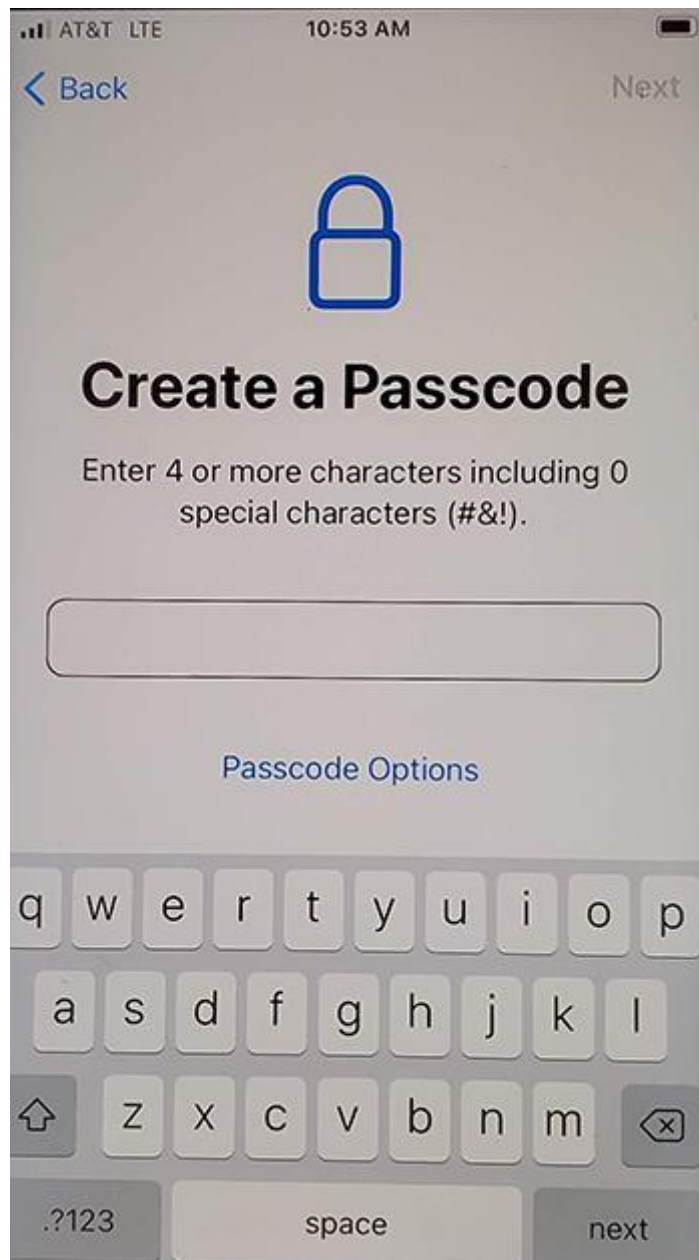 AT&T LTE 10:53 AM
Back Next
Create a Passcode
Enter 4 or more characters including 0
special characters (#&!).
Passcode Options
q w e r t y u i o p
a s d f g h j k l
z x c v b n m
.?123 space next